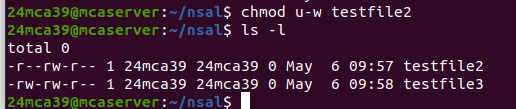 24mca39@mcaserver:~/nsal$ chmod u-w testfile2
24mca39@mcaserver:~/nsal$ ls -l
total 0
-r--rw-r-- 1 24mca39 24mca39 0 May  6 09:57 testfile2
-rw-rw-r-- 1 24mca39 24mca39 0 May  6 09:58 testfile3
24mca39@mcaserver:~/nsal$